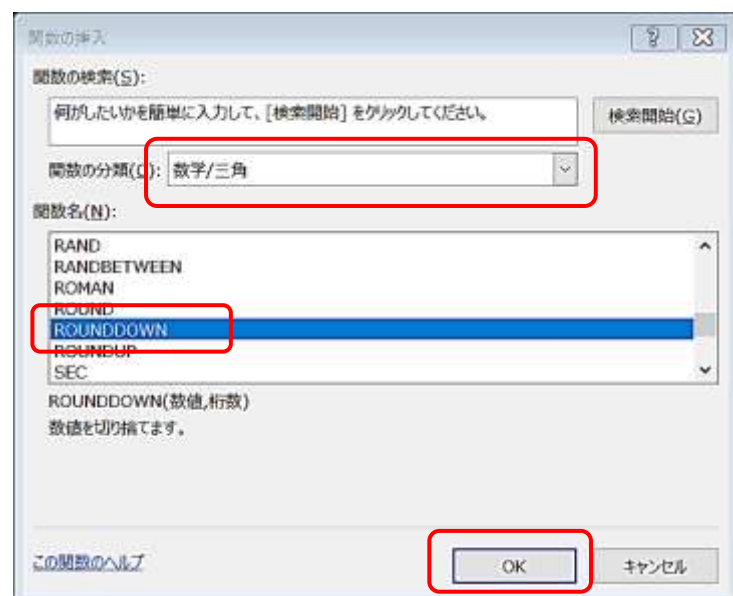 関数の挿入
関数の検索(S):
何がしたいかを簡単に入力して、[検索開始] をクリックしてください。
検索開始(G)
関数の分類(C): 数学/三角
関数名(N):
RAND
RANDBETWEEN
ROMAN
ROUND
ROUNDDOWN
ROUNDUP
SEC
ROUNDDOWN(数値,桁数)
数値を切り捨てます。
この関数のヘルプ
OK
キャンセル